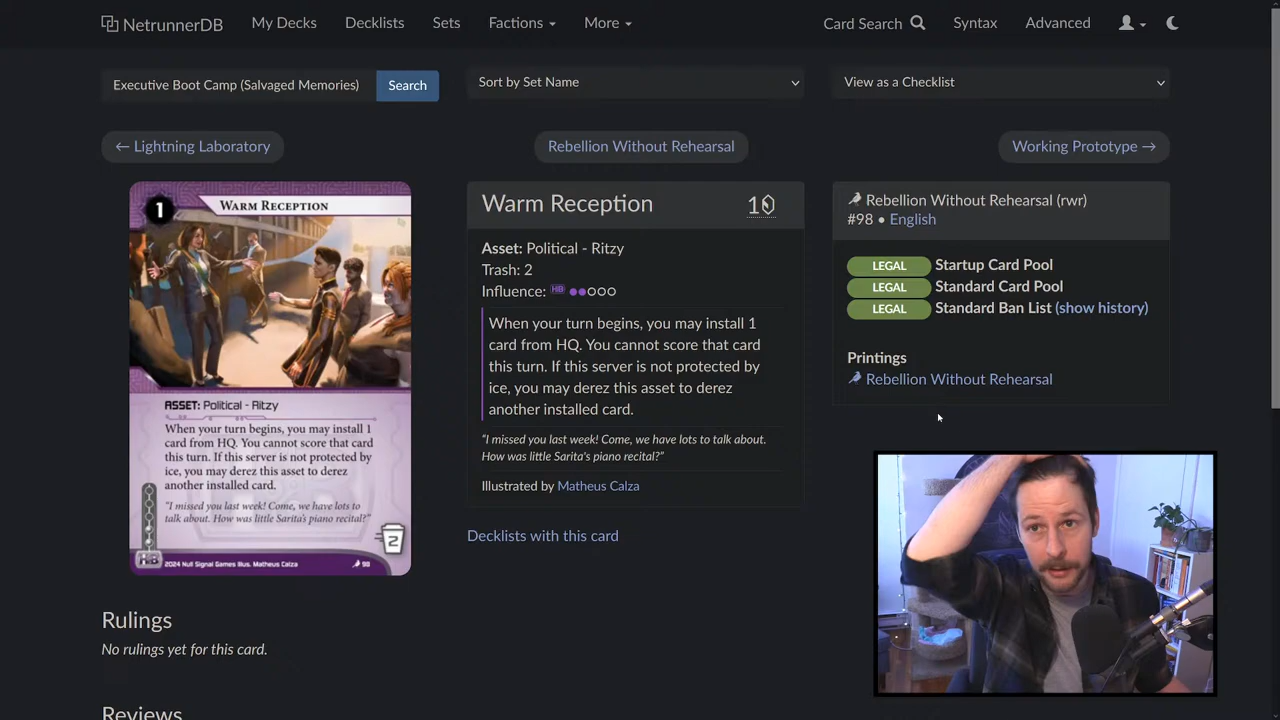 NetrunnerDB My Decks Decklists Sets Factions More Card Search Syntax Advanced
Executive Boot Camp (Salvaged Memories) Search Sort by Set Name View as a Checklist
← Lightning Laboratory Rebellion Without Rehearsal Working Prototype →
1 WARM RECEPTION
ASSET: Political - Ritzy
When your turn begins, you may install 1
card from HQ. You cannot score that card
this turn. If this server is not protected by
ice, you may derez this asset to derez
another installed card.
"I missed you last week! Come, we have lots to
talk about. How was little Sarita's piano recital?"
2
H-B 2024 Null Signal Games Illus. Matheus Calza 98
Warm Reception 1
Asset: Political - Ritzy
Trash: 2
Influence: HB
When your turn begins, you may install 1
card from HQ. You cannot score that card
this turn. If this server is not protected by
ice, you may derez this asset to derez
another installed card.
"I missed you last week! Come, we have lots to talk about.
How was little Sarita's piano recital?"
Illustrated by Matheus Calza
Decklists with this card
Rebellion Without Rehearsal (rwr)
#98 • English
LEGAL Startup Card Pool
LEGAL Standard Card Pool
LEGAL Standard Ban List (show history)
Printings
Rebellion Without Rehearsal
Rulings
No rulings yet for this card.
Reviews